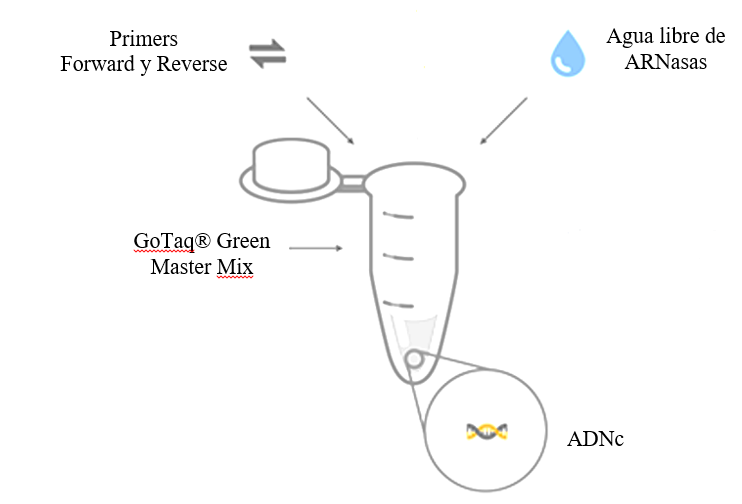 Primers
Forward y Reverse
Agua libre de
ARNasas
GoTaq® Green
Master Mix
ADNc